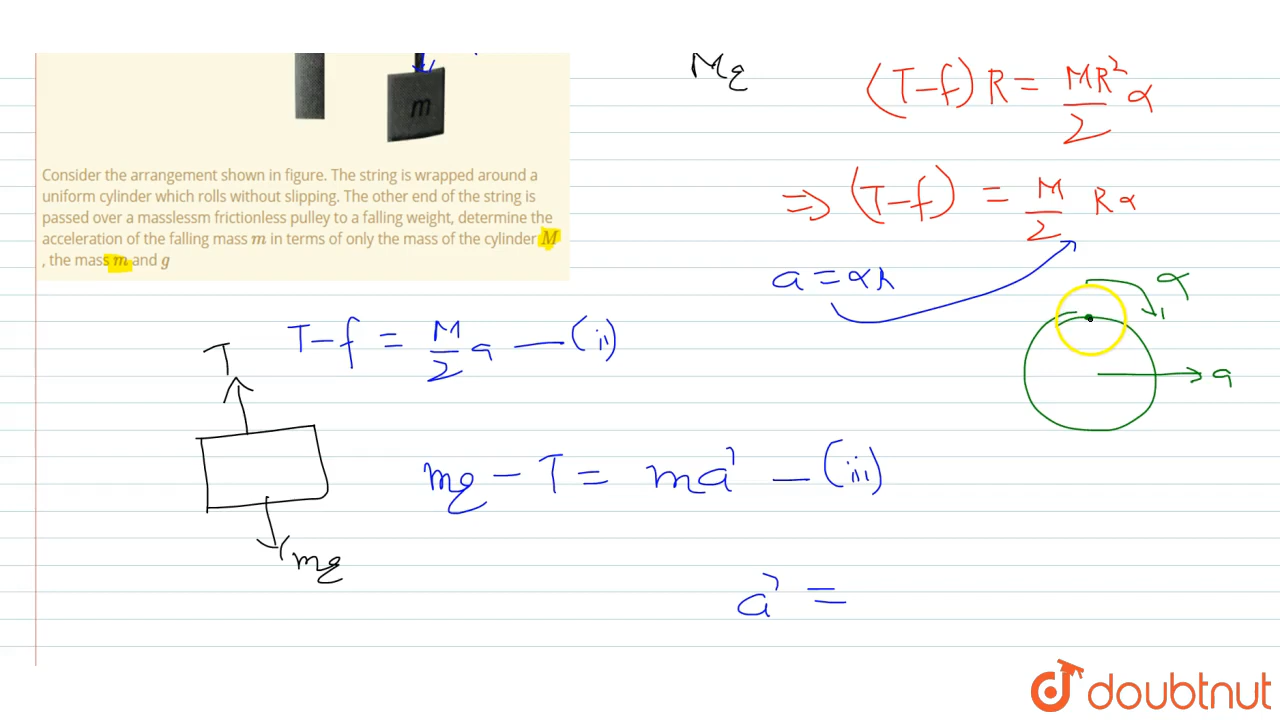 m
Mg
(T-f) R = MR²/2 α
Consider the arrangement shown in figure. The string is wrapped around a
uniform cylinder which rolls without slipping. The other end of the string is
passed over a masslessm frictionless pulley to a falling weight, determine the
acceleration of the falling mass m in terms of only the mass of the cylinder M
, the mass m and g
⇒ (T-f) = M/2 Rα
a = αR
α
T-f = M/2 a — (ii)
a
T
mg - T = ma' — (iii)
mg
a' =
doubtnut